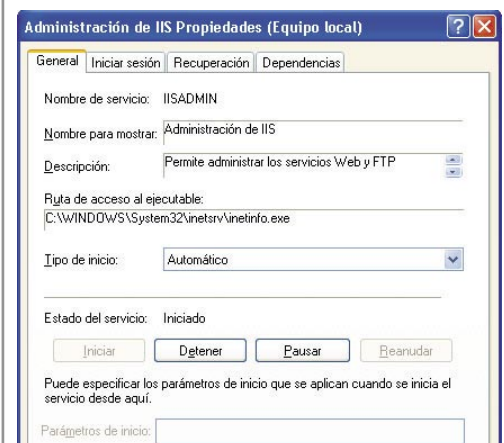 Administración de IIS Propiedades (Equipo local)
General Iniciar sesión Recuperación Dependencias
Nombre de servicio: IISADMIN
Nombre para mostrar: Administración de IIS
Descripción: Permite administrar los servicios Web y FTP
Ruta de acceso al ejecutable:
C:\WINDOWS\System32\inetsrv\inetinfo.exe
Tipo de inicio: Automático
Estado del servicio: Iniciado
Iniciar Detener Pausar Reanudar
Puede especificar los parámetros de inicio que se aplican cuando se inicia el
servicio desde aquí.
Parámetros de inicio: